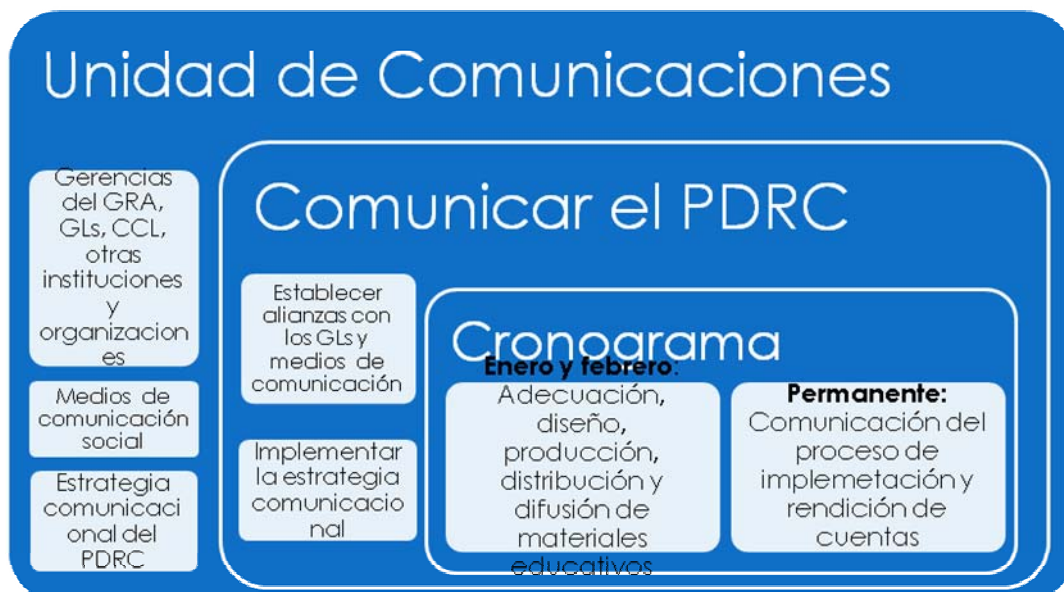 Unidad de Comunicaciones
Gerencias
del GRA,
GLs, CCL,
otras
instituciones
y
organizacion
es
Medios de
comunicación
social
Estrategia
comunicaci
onal del
PDRC
Comunicar el PDRC
Establecer
alianzas con
los GLs y
medios de
comunicación
Implementar
la estrategia
comunicacio
nal
Cronograma
Enero y febrero:
Adecuación,
diseño,
producción,
distribución y
difusión de
materiales
educativos
Permanente:
Comunicación del
proceso de
implemetación y
rendición de
cuentas